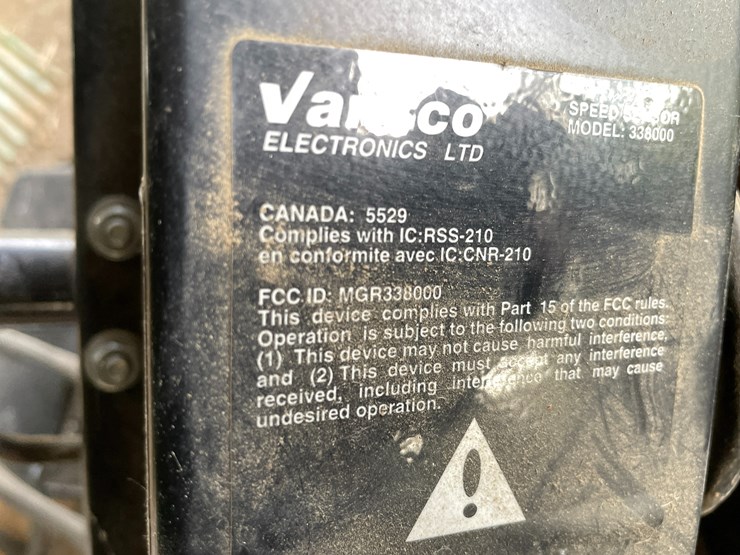 ELECTRONICS LTD
SPEED
MODEL: 338000
CANADA: 5529
Complies with IC:RSS-210
en conformite avec IC:CNR-210
FCC ID: MGR338000
This device complies with Part 15 of the FCC rules.
Operation is subject to the following two conditions:
(1) This device may not cause harmful interference,
and (2) This device must accept any interference
received, including interference that may cause
undesired operation.
!